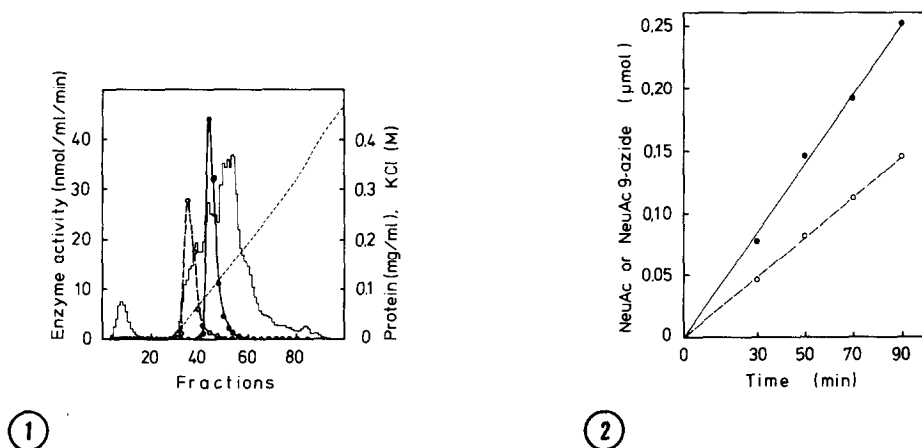 Enzyme activity (nmol/ml/min)
40
30
20
10
0
20 40 60 80
Fractions
0,4
0,3
0,2
0,1
0
Protein (mg/ml), KCl (M)
1
NeuAc or NeuAc 9-azide (μmol)
0,25
0,20
0,15
0,10
0,05
0
0 30 50 70 90
Time (min)
2